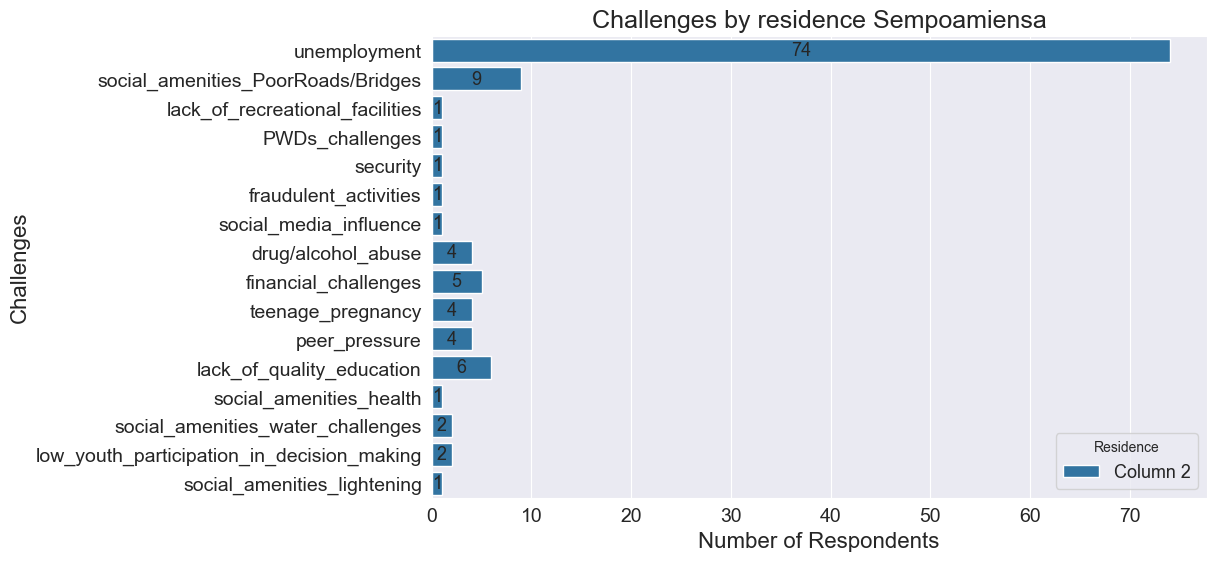 Challenges by residence Sempoamiensa
Challenges
unemployment 74
social_amenities_PoorRoads/Bridges 9
lack_of_recreational_facilities 1
PWDs_challenges 1
security 1
fraudulent_activities 1
social_media_influence 1
drug/alcohol_abuse 4
financial_challenges 5
teenage_pregnancy 4
peer_pressure 4
lack_of_quality_education 6
social_amenities_health 1
social_amenities_water_challenges 2
low_youth_participation_in_decision_making 2
social_amenities_lightening 1
Residence
Column 2
0 10 20 30 40 50 60 70
Number of Respondents